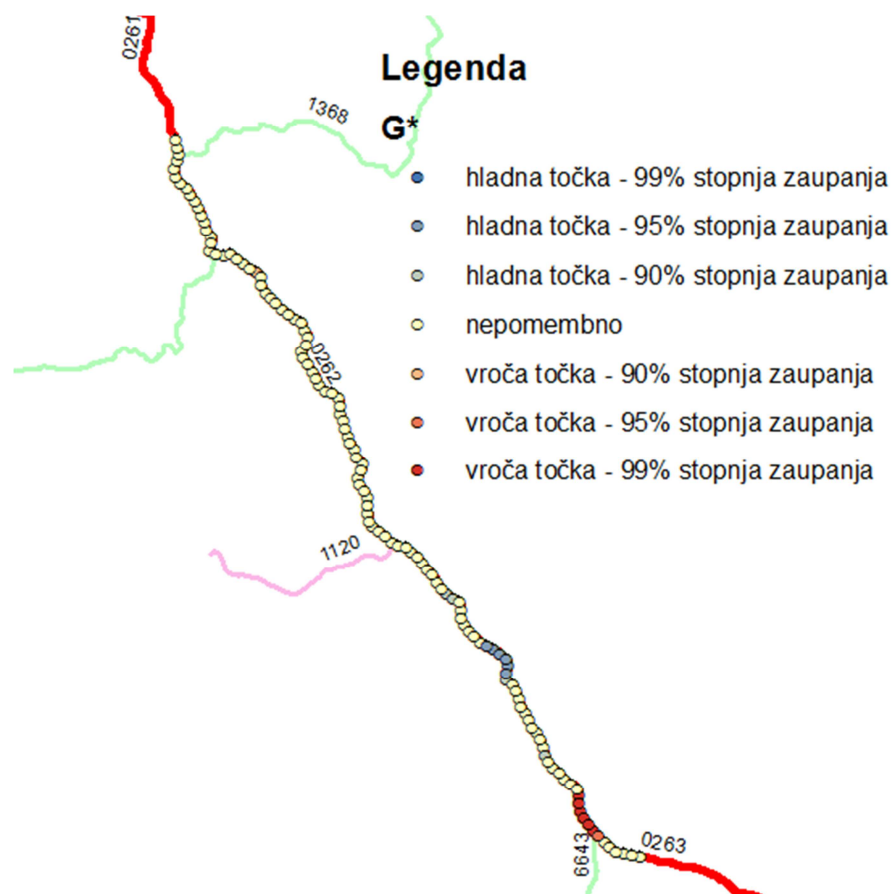 0261
Legenda
1368
G*
hladna točka - 99% stopnja zaupanja
hladna točka - 95% stopnja zaupanja
hladna točka - 90% stopnja zaupanja
nepomembno
0262
vroča točka - 90% stopnja zaupanja
vroča točka - 95% stopnja zaupanja
vroča točka - 99% stopnja zaupanja
1120
0263
6643